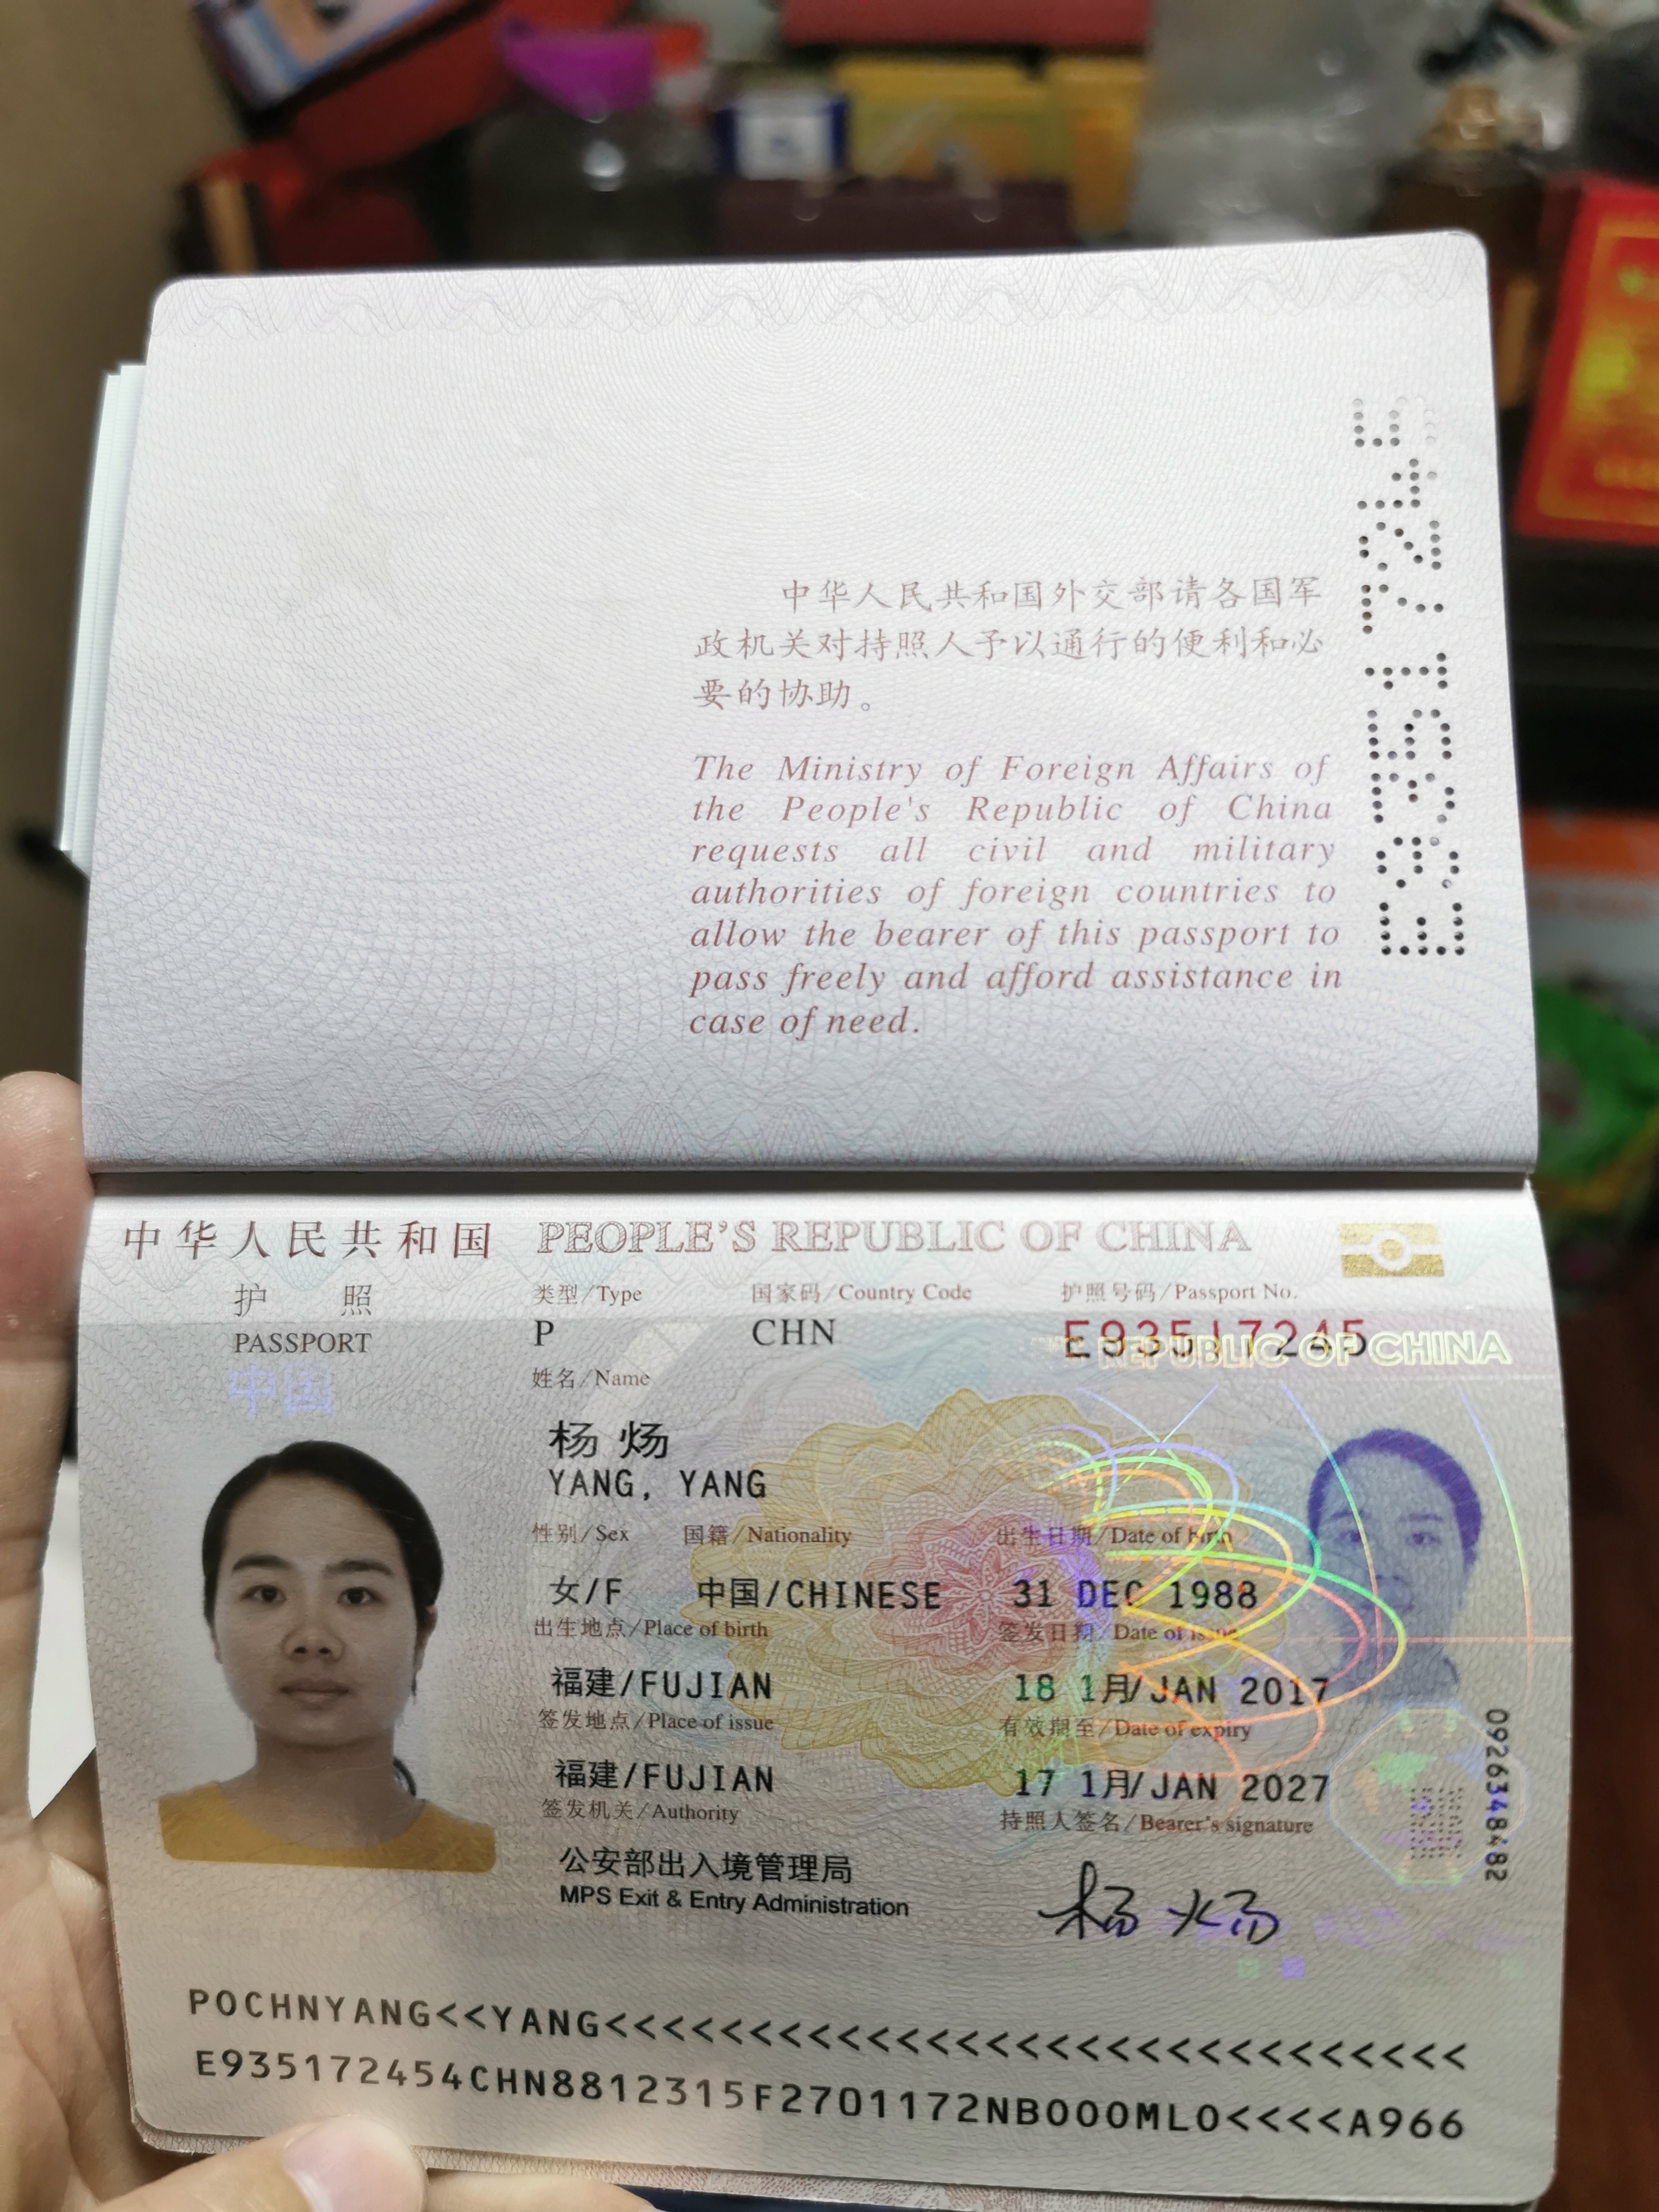 中华人民共和国外交部请各国军
政机关对持照人予以通行的便利和必
要的协助。
The Ministry of Foreign Affairs of
the People's Republic of China
requests all civil and military
authorities of foreign countries to
allow the bearer of this passport to
pass freely and afford assistance in
case of need.
E93517245
中华人民共和国 PEOPLE'S REPUBLIC OF CHINA
护 照 类型/Type 国家码/Country Code 护照号码/Passport No.
PASSPORT P CHN E93517245
REPUBLIC OF CHINA
中国
姓名/Name
杨 炀
YANG, YANG
性别/Sex 国籍/Nationality 出生日期/Date of birth
女/F 中国/CHINESE 31 DEC 1988
出生地点/Place of birth 签发日期/Date of issue
福建/FUJIAN 18 1月/JAN 2017
签发地点/Place of issue 有效期至/Date of expiry
福建/FUJIAN 17 1月/JAN 2027
签发机关/Authority 持照人签名/Bearer's signature
公安部出入境管理局
MPS Exit & Entry Administration
杨炀
0926348482
POCHNYANG<<YANG<<<<<<<<<<<<<<<<<<<<<<<<<<<<<
E935172454CHN8812315F2701172NB000MLO<<<<A966